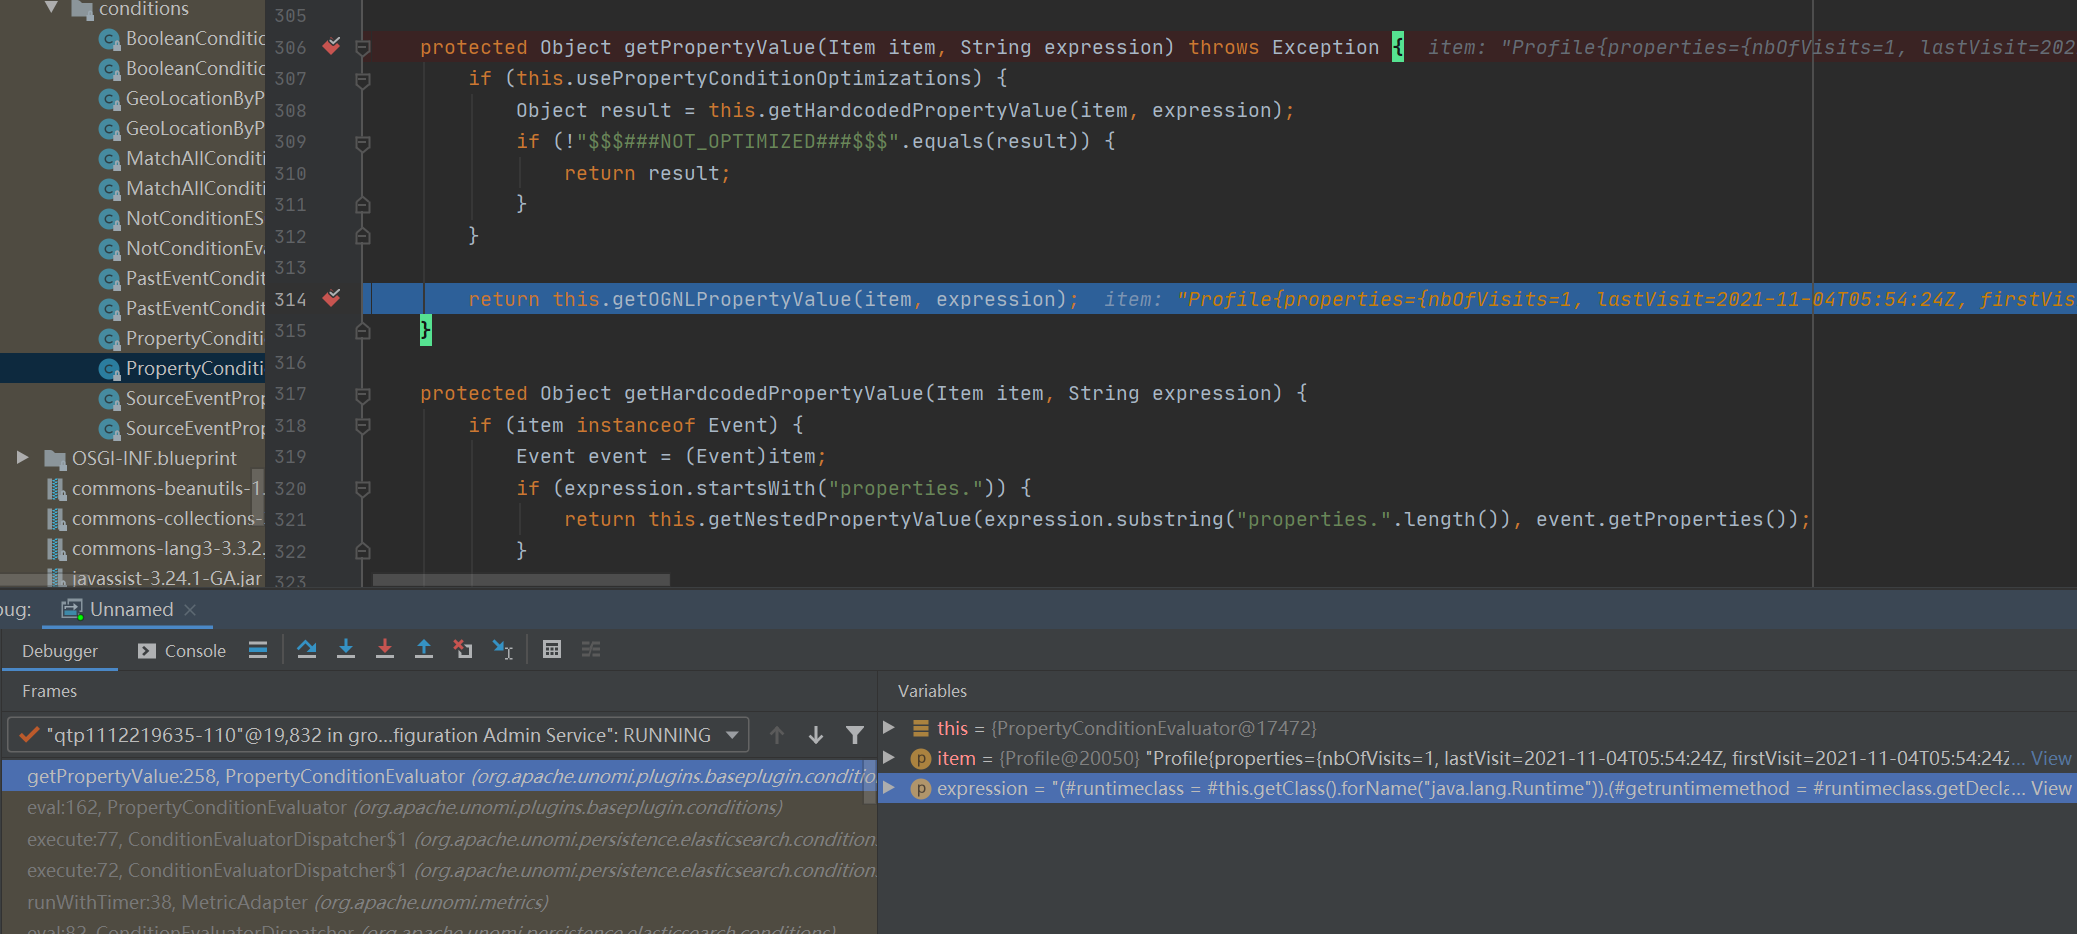 conditions
BooleanConditio
BooleanConditio
GeoLocationByP
GeoLocationByP
MatchAllConditi
MatchAllConditi
NotConditionES
NotConditionEva
PastEventCondit
PastEventCondit
PropertyConditi
PropertyConditi
SourceEventProp
SourceEventProp
OSGI-INF.blueprint
commons-beanutils-1.
commons-collections-
commons-lang3-3.3.2.
javassist-3.24.1-GA.jar
305
306 protected Object getPropertyValue(Item item, String expression) throws Exception { item: "Profile{properties={nbOfVisits=1, lastVisit=202
307 if (this.usePropertyConditionOptimizations) {
308 Object result = this.getHardcodedPropertyValue(item, expression);
309 if (!"$$$###NOT_OPTIMIZED###$$$".equals(result)) {
310 return result;
311 }
312 }
313
314 return this.getOGNLPropertyValue(item, expression); item: "Profile{properties={nbOfVisits=1, lastVisit=2021-11-04T05:54:24Z, firstVis
315 }
316
317 protected Object getHardcodedPropertyValue(Item item, String expression) {
318 if (item instanceof Event) {
319 Event event = (Event)item;
320 if (expression.startsWith("properties.")) {
321 return this.getNestedPropertyValue(expression.substring("properties.".length()), event.getProperties());
322 }
323
bug: Unnamed
Debugger Console
Frames
"qtp1112219635-110"@19,832 in gro...figuration Admin Service": RUNNING
getPropertyValue:258, PropertyConditionEvaluator (org.apache.unomi.plugins.baseplugin.conditio
eval:162, PropertyConditionEvaluator (org.apache.unomi.plugins.baseplugin.conditions)
execute:77, ConditionEvaluatorDispatcher$1 (org.apache.unomi.persistence.elasticsearch.condition
execute:72, ConditionEvaluatorDispatcher$1 (org.apache.unomi.persistence.elasticsearch.condition
runWithTimer:38, MetricAdapter (org.apache.unomi.metrics)
eval:82, ConditionEvaluatorDispatcher (org.apache.unomi.persistence.elasticsearch.conditions)
Variables
this = {PropertyConditionEvaluator@17472}
item = {Profile@20050} "Profile{properties={nbOfVisits=1, lastVisit=2021-11-04T05:54:24Z, firstVisit=2021-11-04T05:54:24Z,... View
expression = "(#runtimeclass = #this.getClass().forName("java.lang.Runtime")).(#getruntimemethod = #runtimeclass.getDecla... View